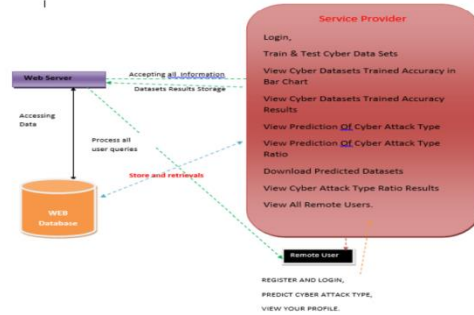 Service Provider
Login,
Train & Test Cyber Data Sets
View Cyber Datasets Trained Accuracy in
Bar Chart
View Cyber Datasets Trained Accuracy
Results
View Prediction Of Cyber Attack Type
View Prediction Of Cyber Attack Type
Ratio
Download Predicted Datasets
View Cyber Attack Type Ratio Results
View All Remote Users.
Web Server
Accepting all information
Datasets Results Storage
Accessing
Data
Process all
user queries
Store and retrievals
WEB
Database
Remote User
REGISTER AND LOGIN,
PREDICT CYBER ATTACK TYPE,
VIEW YOUR PROFILE.